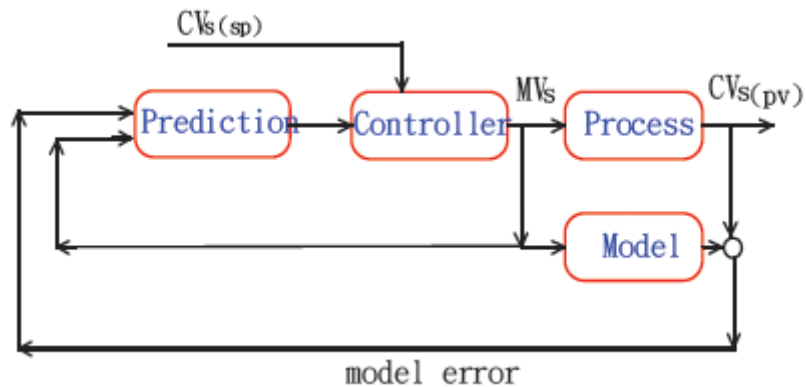 CVs(sp)
MVs
CVs(pv)
Prediction
Controller
Process
Model
model error